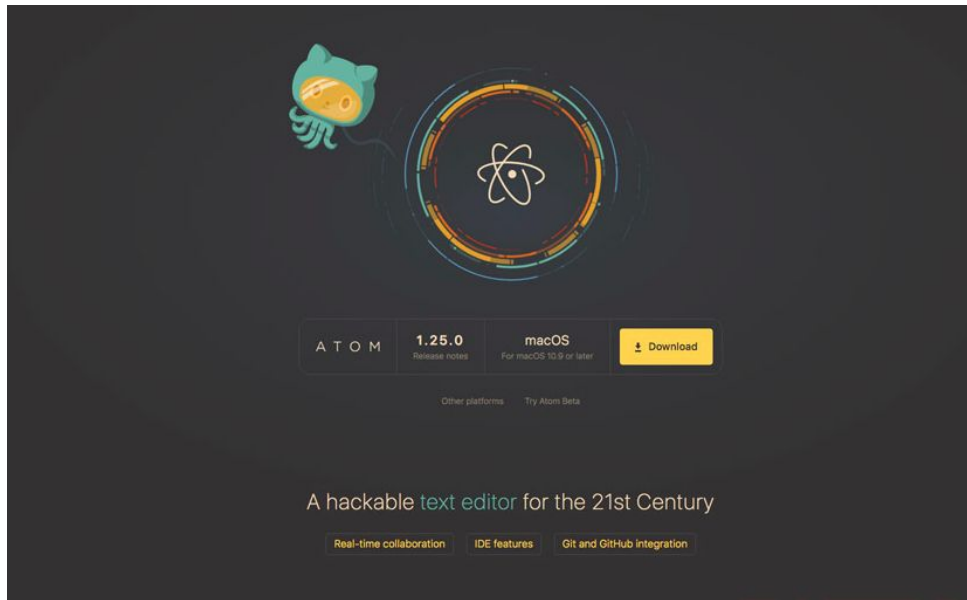 ATOM
1.25.0
Release notes
macOS
For macOS 10.9 or later
Download
Other platforms
Try Atom Beta
A hackable text editor for the 21st Century
Real-time collaboration
IDE features
Git and GitHub integration